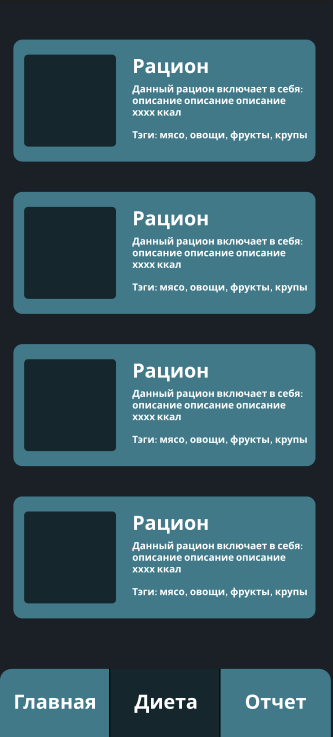 Рацион
Данный рацион включает в себя:
описание описание описание
xxxx ккал
Тэги: мясо, овощи, фрукты, крупы
Рацион
Данный рацион включает в себя:
описание описание описание
xxxx ккал
Тэги: мясо, овощи, фрукты, крупы
Рацион
Данный рацион включает в себя:
описание описание описание
xxxx ккал
Тэги: мясо, овощи, фрукты, крупы
Рацион
Данный рацион включает в себя:
описание описание описание
xxxx ккал
Тэги: мясо, овощи, фрукты, крупы
Главная Диета Отчет